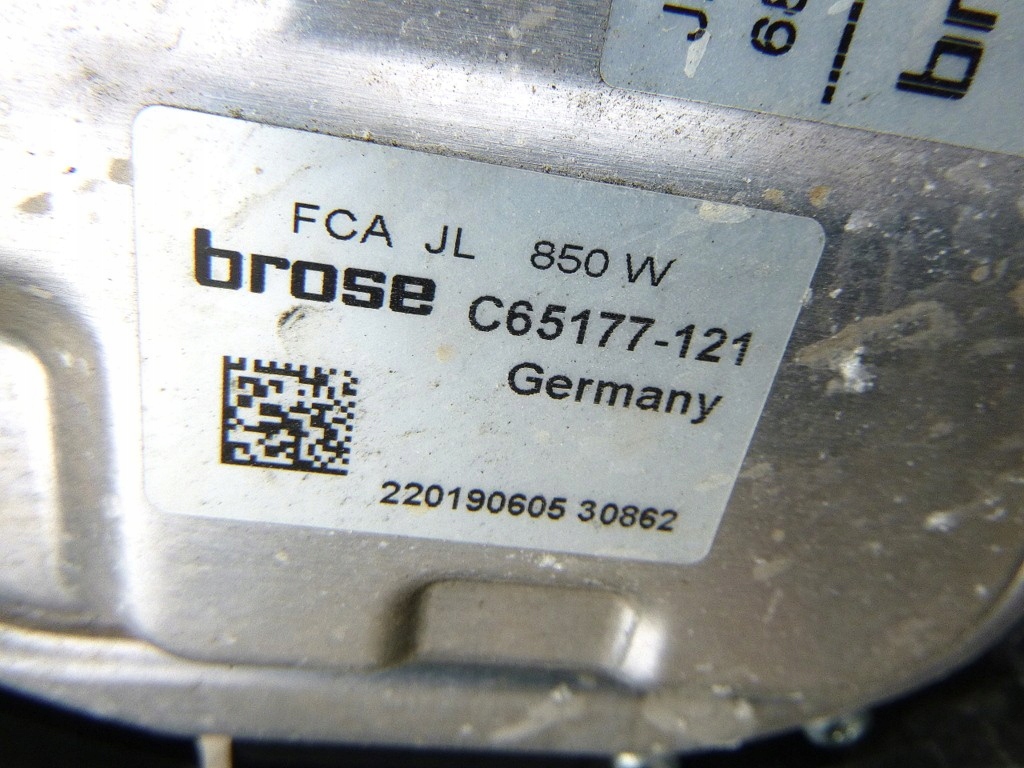 FCA JL 850 W
brose C65177-121
Germany
220190605 30862